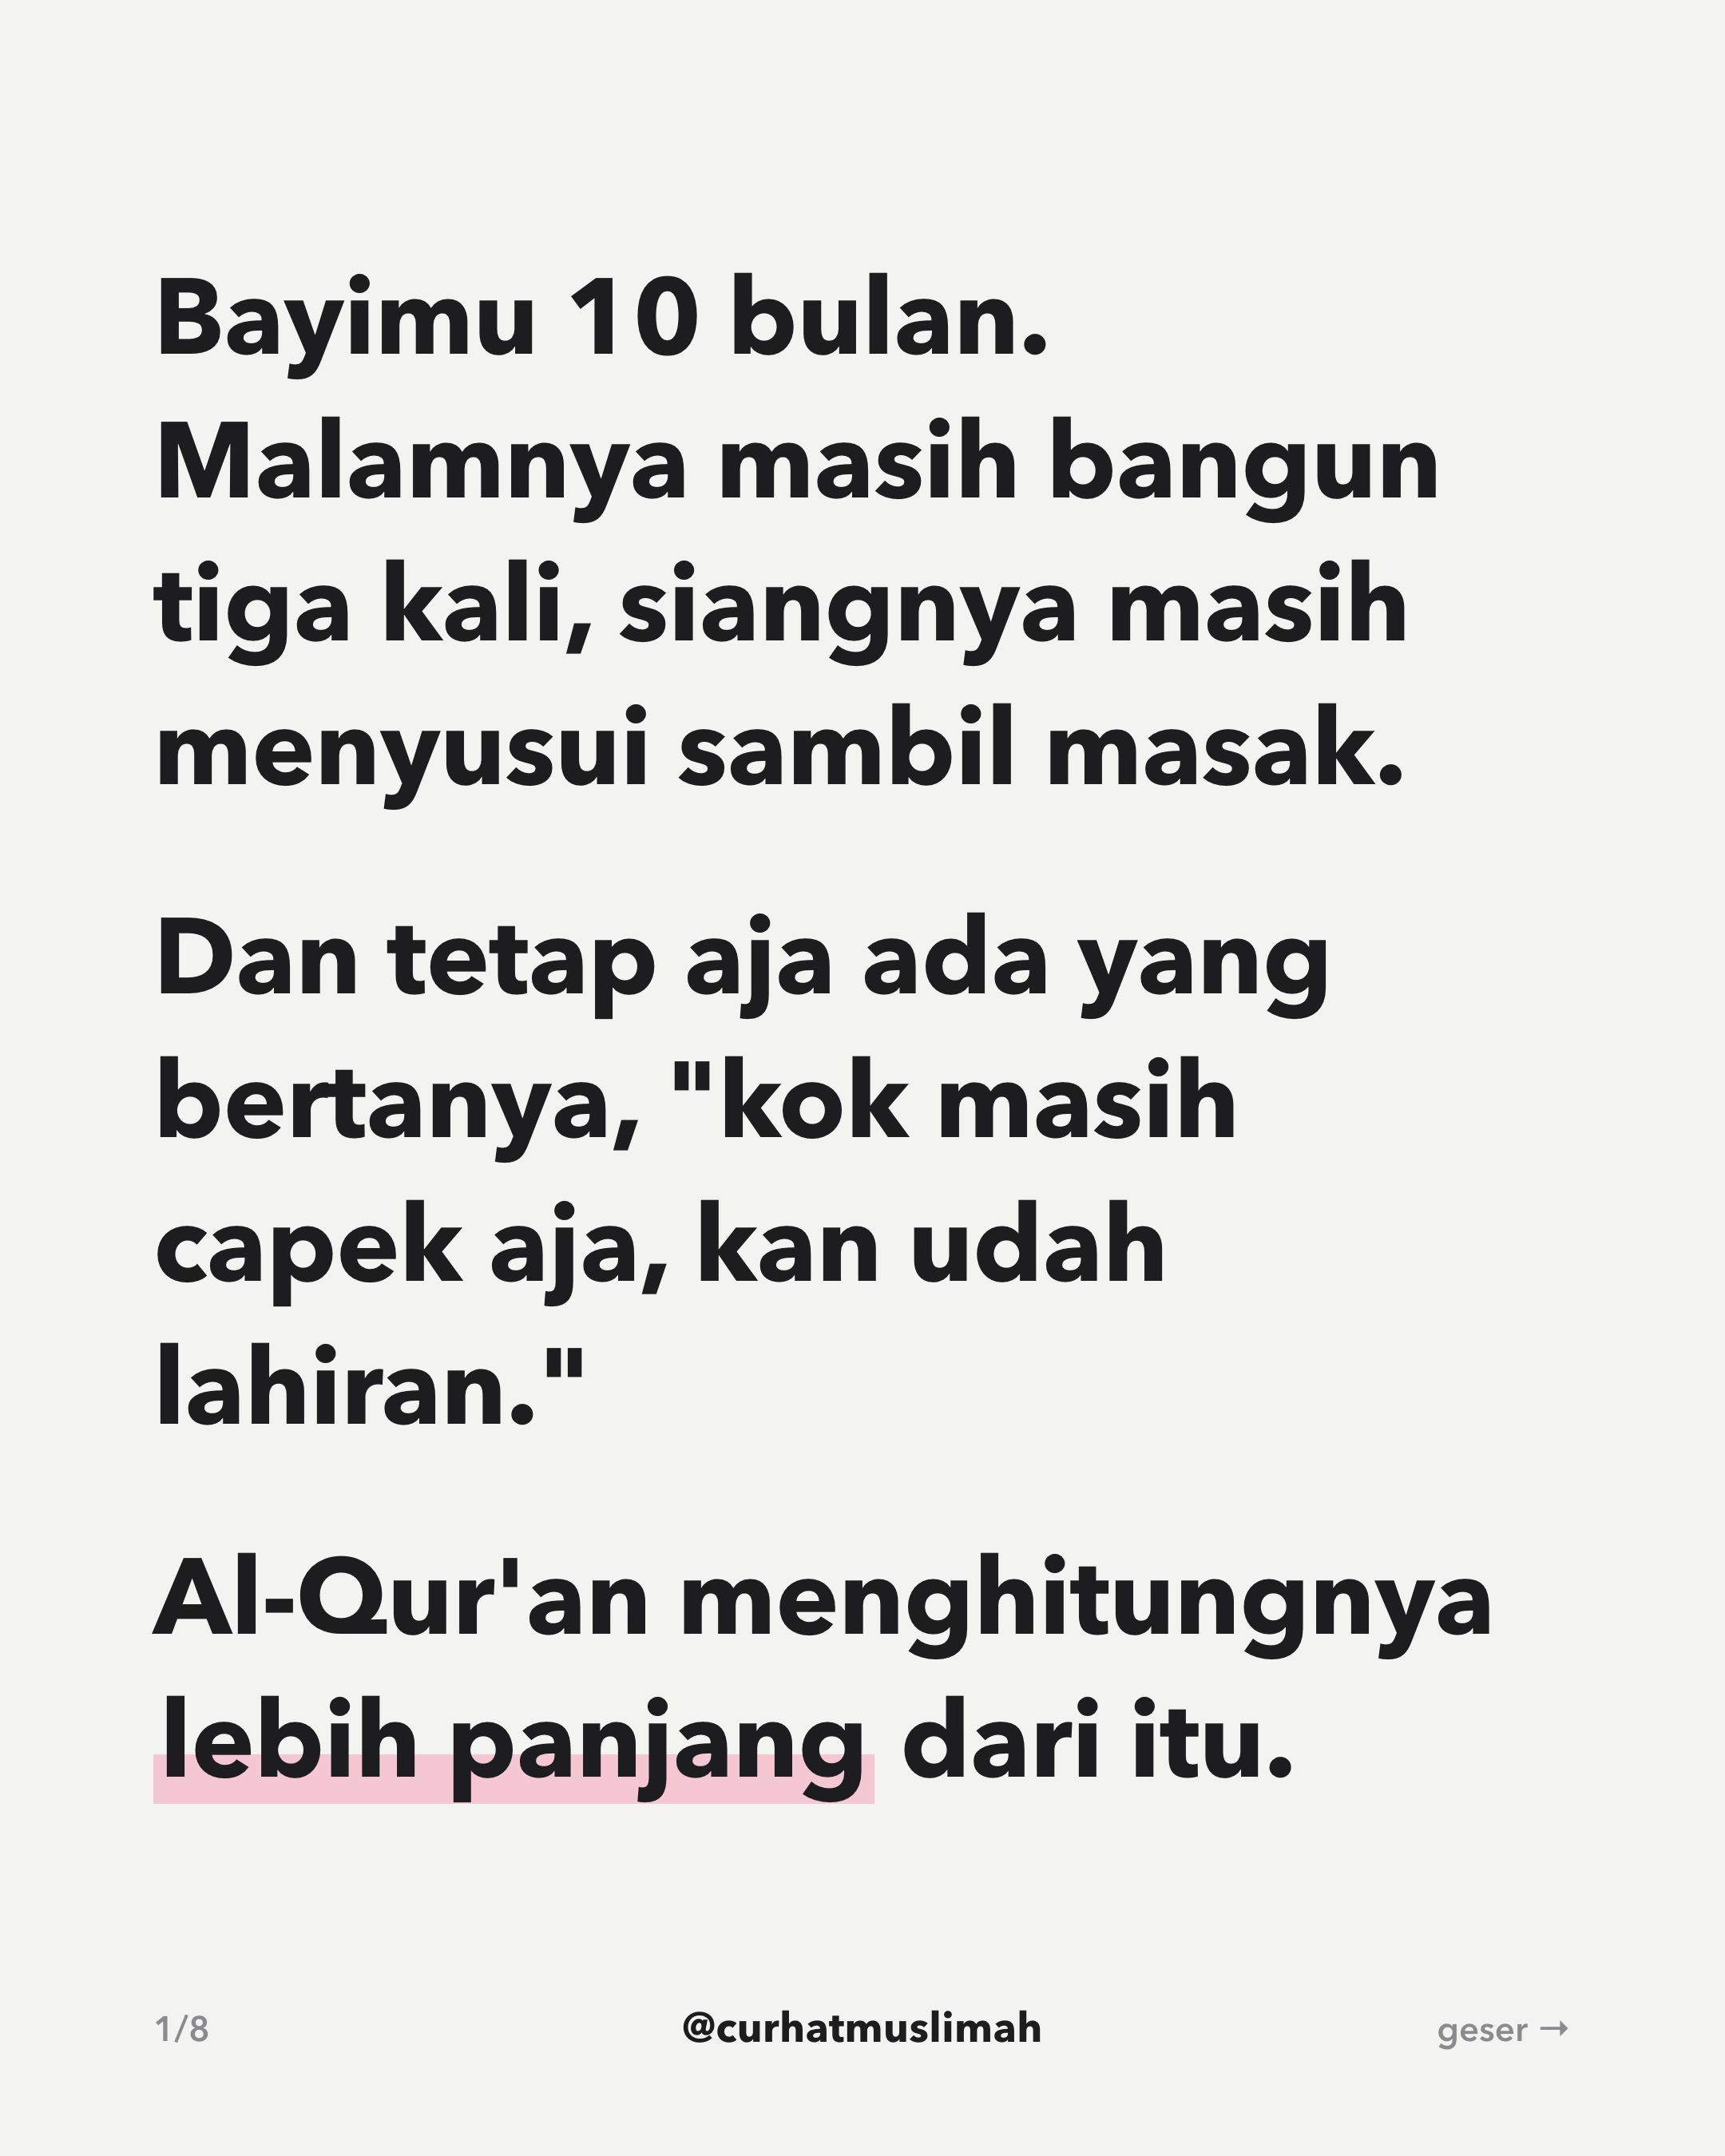 Bayimu 10 bulan.
Malamnya masih bangun
tiga kali, siangnya masih
menyusui sambil masak.
Dan tetap aja ada yang
bertanya, "kok masih
capek aja, kan udah
lahiran."
Al-Qur'an menghitungnya
lebih panjang dari itu.
1/8
@curhatmuslimah
geser →